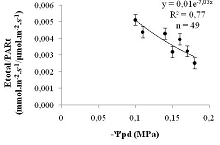 y = 0,01e-7,03x
R² = 0,77
n = 49
0,006
0,005
0,004
0,003
0,002
0,001
0,000
0
0,05
0,1
0,15
0,2
Etotal/PARt
(mmol.m-2.s-1/µmol.m-2.s-1)
-Ψpd (MPa)